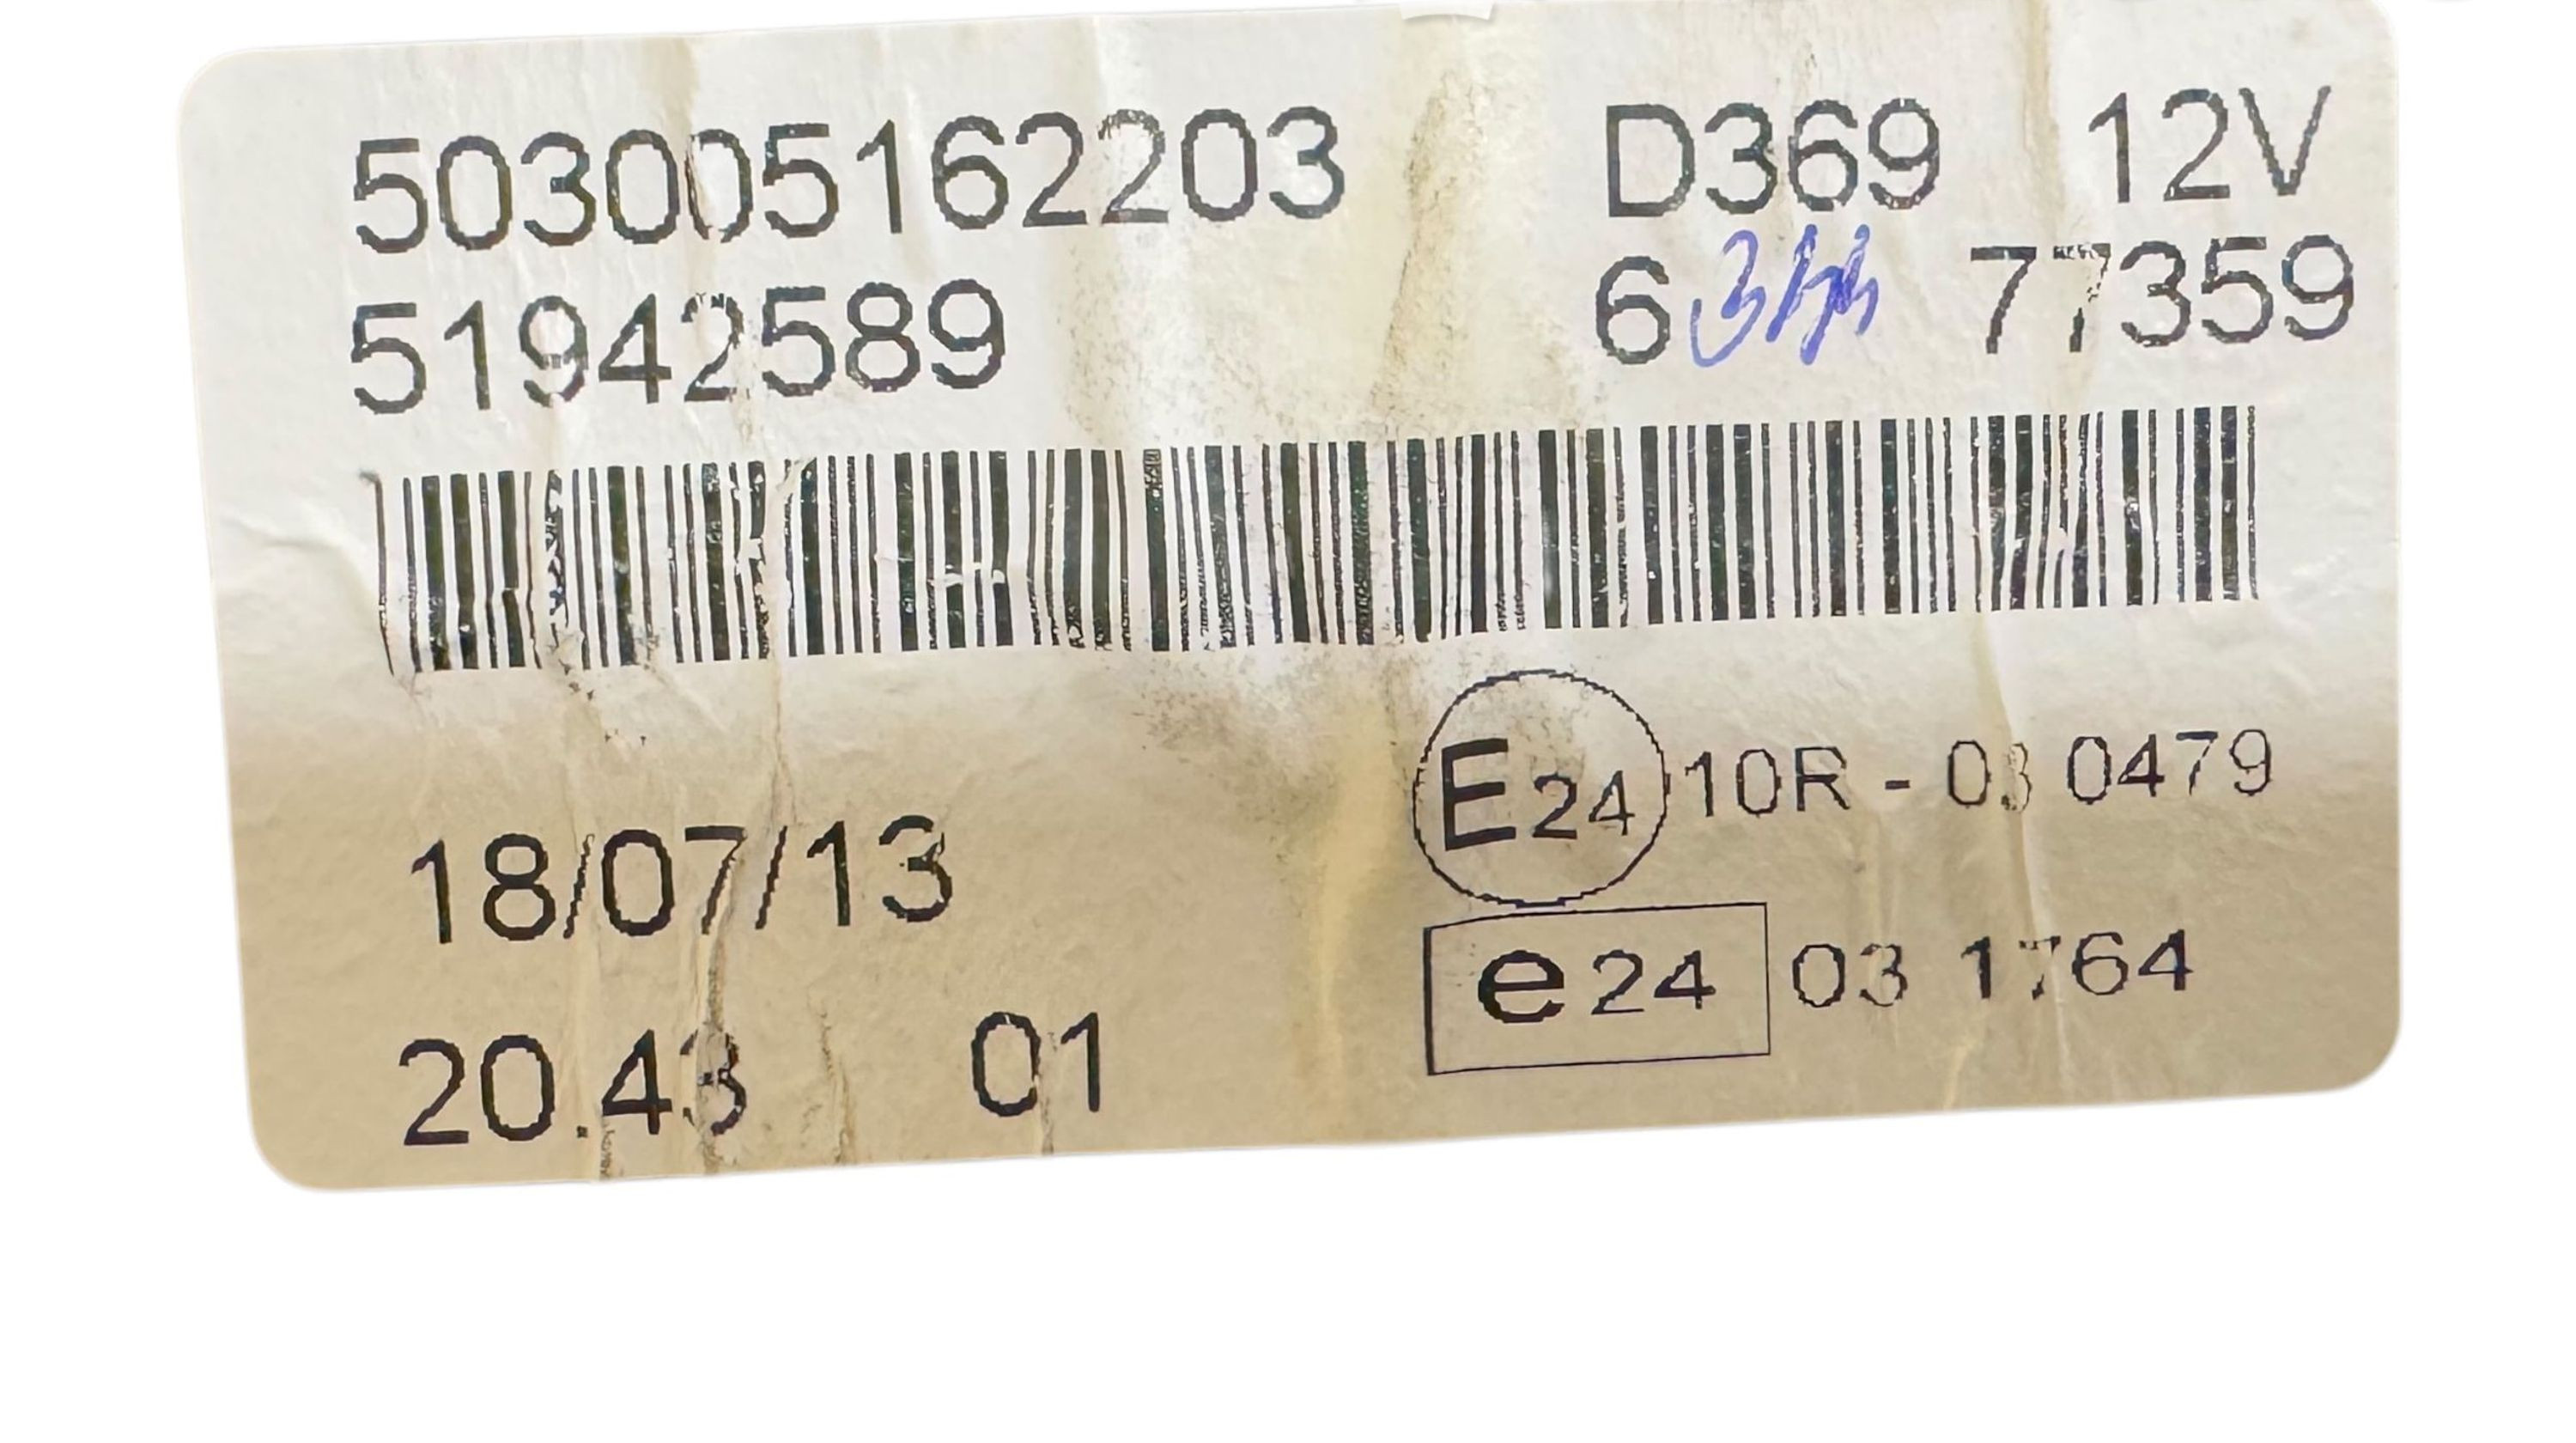 503005162203 D369 12V
51942589 6 77359
E24 10R - 03 0479
18/07/13
e24 03 1764
20.43 01